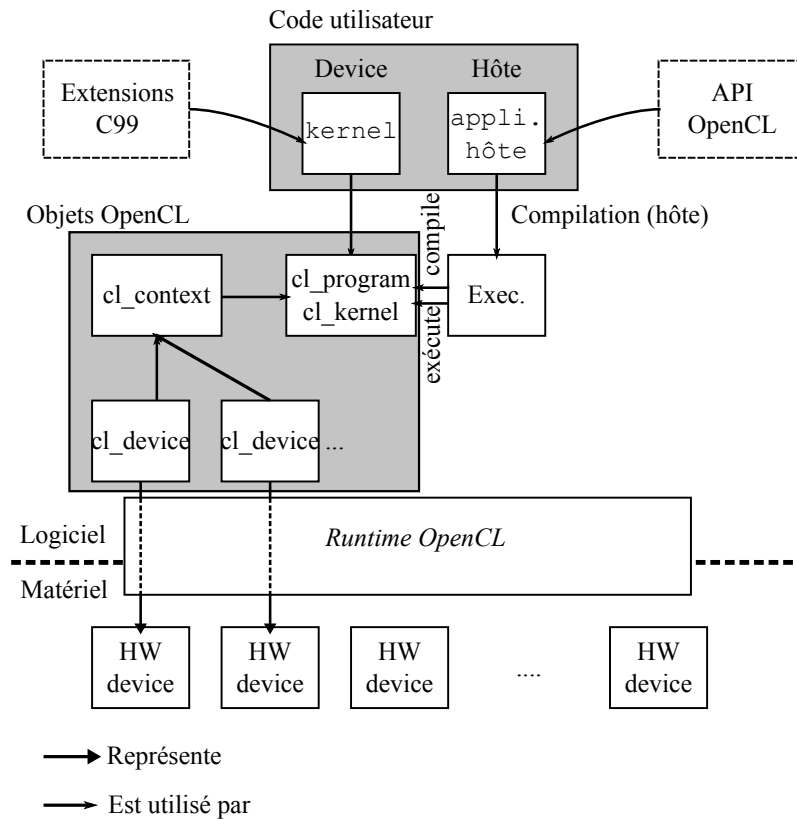 Code utilisateur
Device
Hôte
Extensions
C99
kernel
appli.
hôte
API
OpenCL
Objets OpenCL
compile
Compilation (hôte)
cl_context
cl_program
cl_kernel
Exec.
exécute
cl_device
cl_device
...
Logiciel
Runtime OpenCL
Matériel
HW
device
HW
device
HW
device
....
HW
device
Représente
Est utilisé par